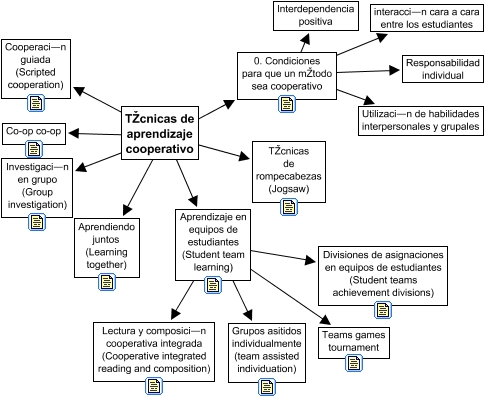 Interdependencia
positiva
interacci—n cara a cara
entre los estudiantes
Cooperaci—n
guiada
(Scripted
cooperation)
0. Condiciones
para que un mŽtodo
sea cooperativo
Responsabilidad
individual
Utilizaci—n de habilidades
interpersonales y grupales
TŽcnicas de
aprendizaje
cooperativo
Co-op co-op
TŽcnicas
de
rompecabezas
(Jogsaw)
Investigaci—n
en grupo
(Group
investigation)
Aprendiendo
juntos
(Learning
together)
Aprendizaje en
equipos de
estudiantes
(Student team
learning)
Divisiones de asignaciones
en equipos de estudiantes
(Student teams
achievement divisions)
Lectura y composici—n
cooperativa integrada
(Cooperative integrated
reading and composition)
Grupos asitidos
individualmente
(team assisted
individuation)
Teams games
tournament